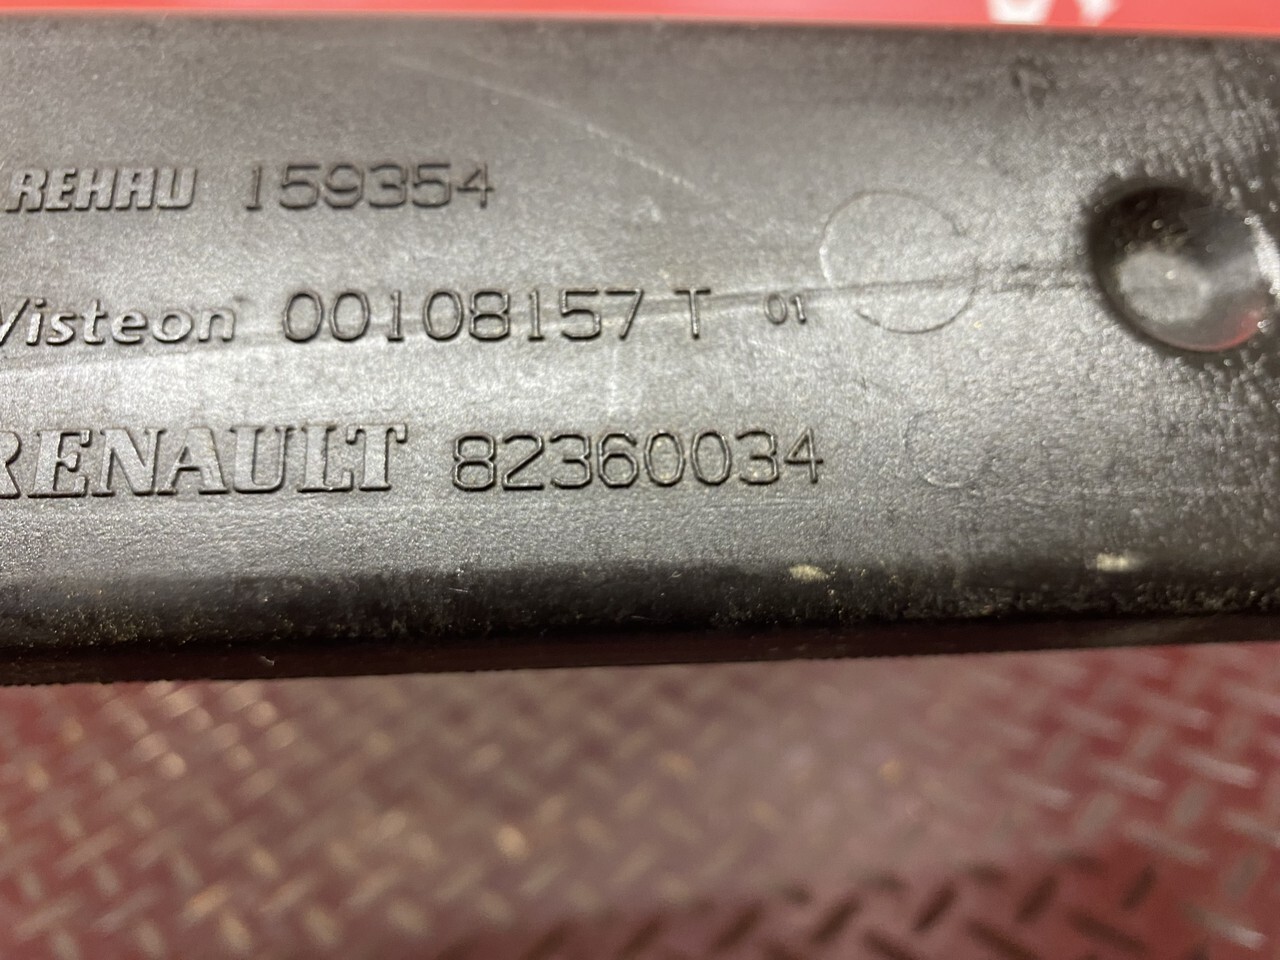 REHAU 159354
Visteon 00108157 T 01
RENAULT 82360034